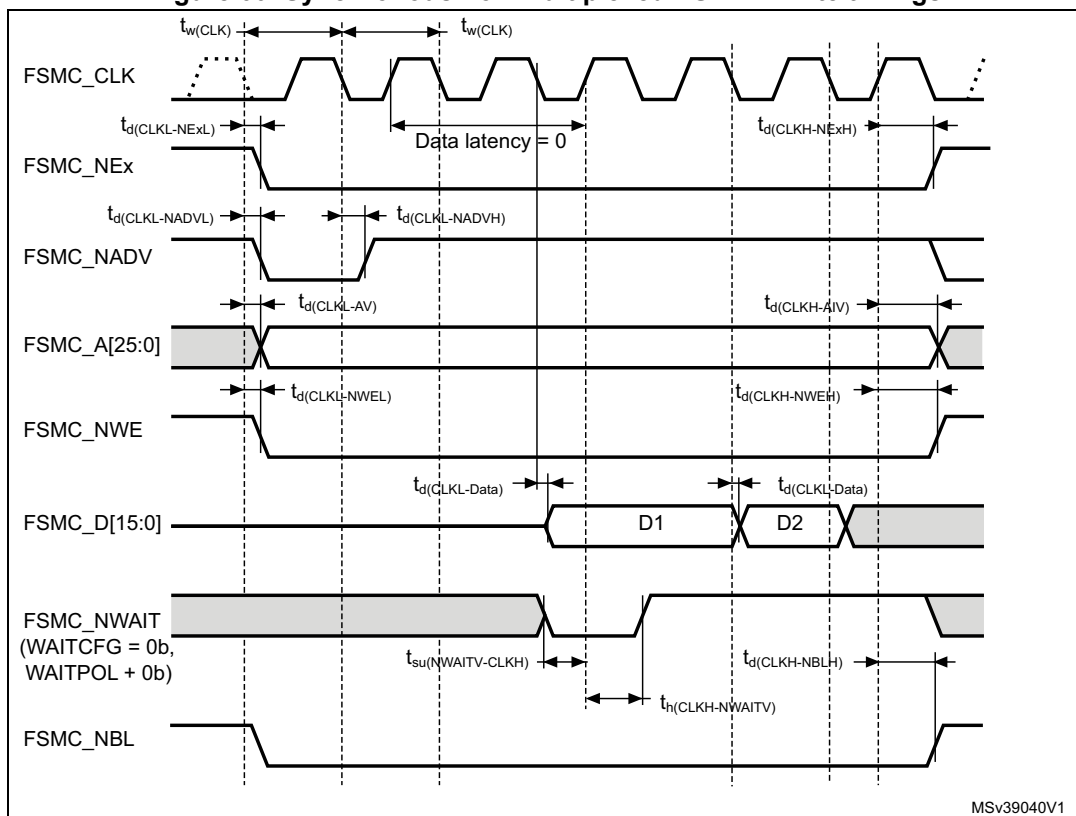 tw(CLK) tw(CLK)
FSMC_CLK
td(CLKL-NExL) Data latency = 0 td(CLKH-NExH)
FSMC_NEx
td(CLKL-NADVL) td(CLKL-NADVH)
FSMC_NADV
td(CLKL-AV) td(CLKH-AIV)
FSMC_A[25:0]
td(CLKL-NWEL) td(CLKH-NWEH)
FSMC_NWE
td(CLKL-Data) td(CLKL-Data)
FSMC_D[15:0] D1 D2
FSMC_NWAIT
(WAITCFG = 0b,
WAITPOL + 0b)
tsu(NWAITV-CLKH) td(CLKH-NBLH)
th(CLKH-NWAITV)
FSMC_NBL
MSv39040V1